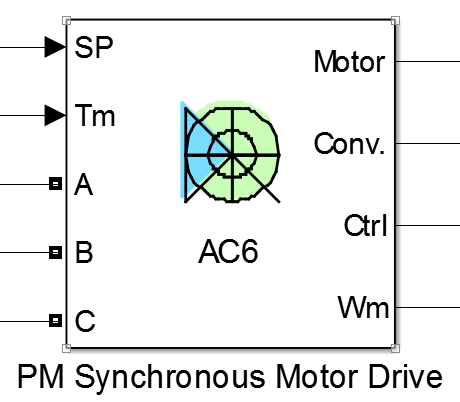 SP
Motor
Tm
Conv.
A
Ctrl
B
AC6
Wm
C
PM Synchronous Motor Drive